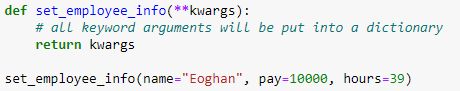 def set_employee_info(**kwargs):
    # all keyword arguments will be put into a dictionary
    return kwargs

set_employee_info(name="Eoghan", pay=10000, hours=39)